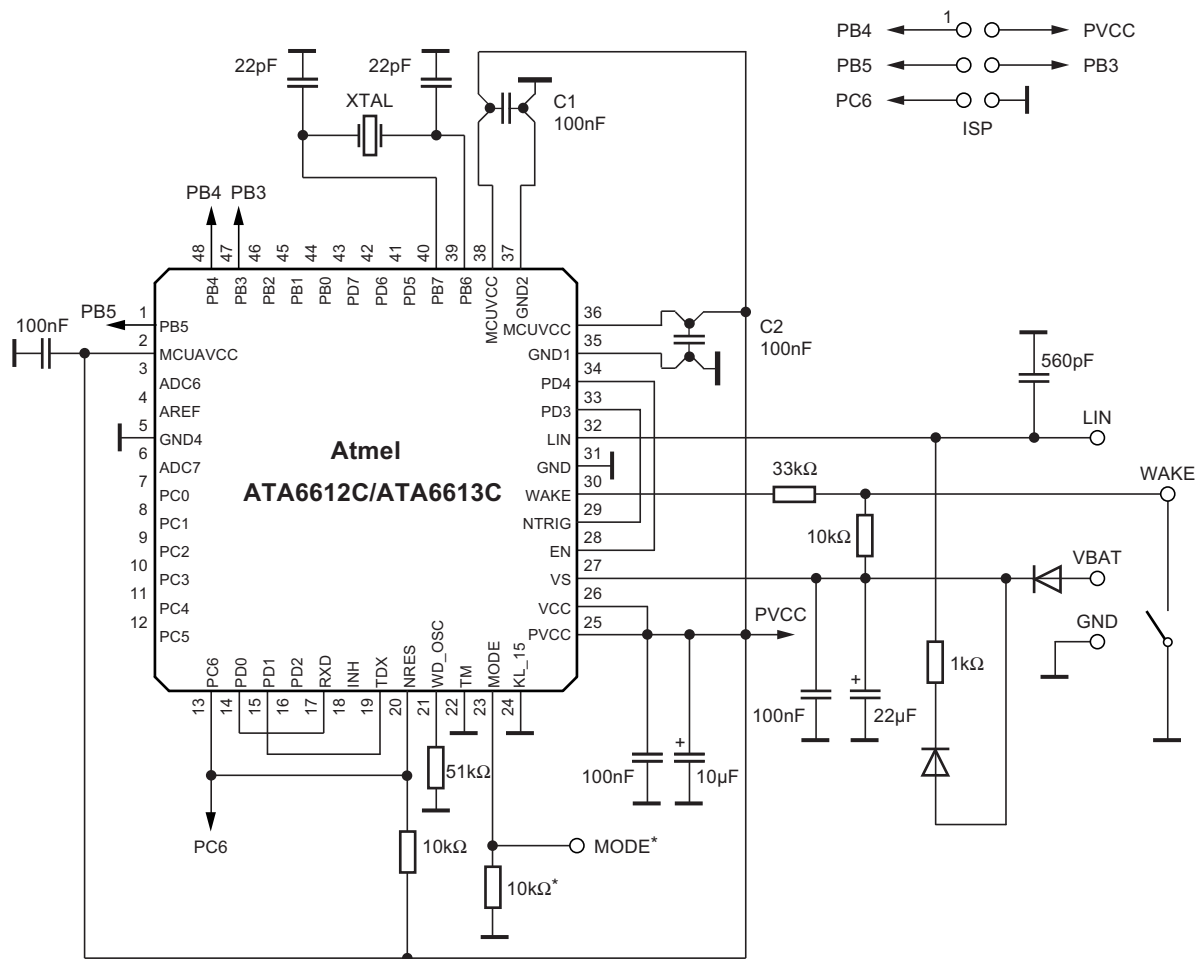 PB4 1 PVCC
PB5 PB3
PC6
ISP
22pF 22pF
XTAL
C1
100nF
PB4 PB3
48 47 46 45 44 43 42 41 40 39 38 37
PB4 PB3 PB2 PB1 PB0 PD7 PD6 PD5 PB7 PB6 MCUVCC GND2
100nF
PB5
1 PB5
2 MCUAVCC
3 ADC6
4 AREF
5 GND4
6 ADC7
7 PC0
8 PC1
9 PC2
10 PC3
11 PC4
12 PC5
Atmel
ATA6612C/ATA6613C
MCUVCC 36
GND1 35
PD4 34
PD3 33
LIN 32
GND 31
WAKE 30
NTRIG 29
EN 28
VS 27
VCC 26
PVCC 25
C2
100nF
560pF
LIN
33kΩ
WAKE
10kΩ
VBAT
PVCC
GND
1kΩ
100nF
+
22µF
PC6 PD0 PD1 PD2 RXD INH TDX NRES WD_OSC TM MODE KL_15
13 14 15 16 17 18 19 20 21 22 23 24
51kΩ
100nF
+
10µF
PC6
10kΩ
MODE*
10kΩ*